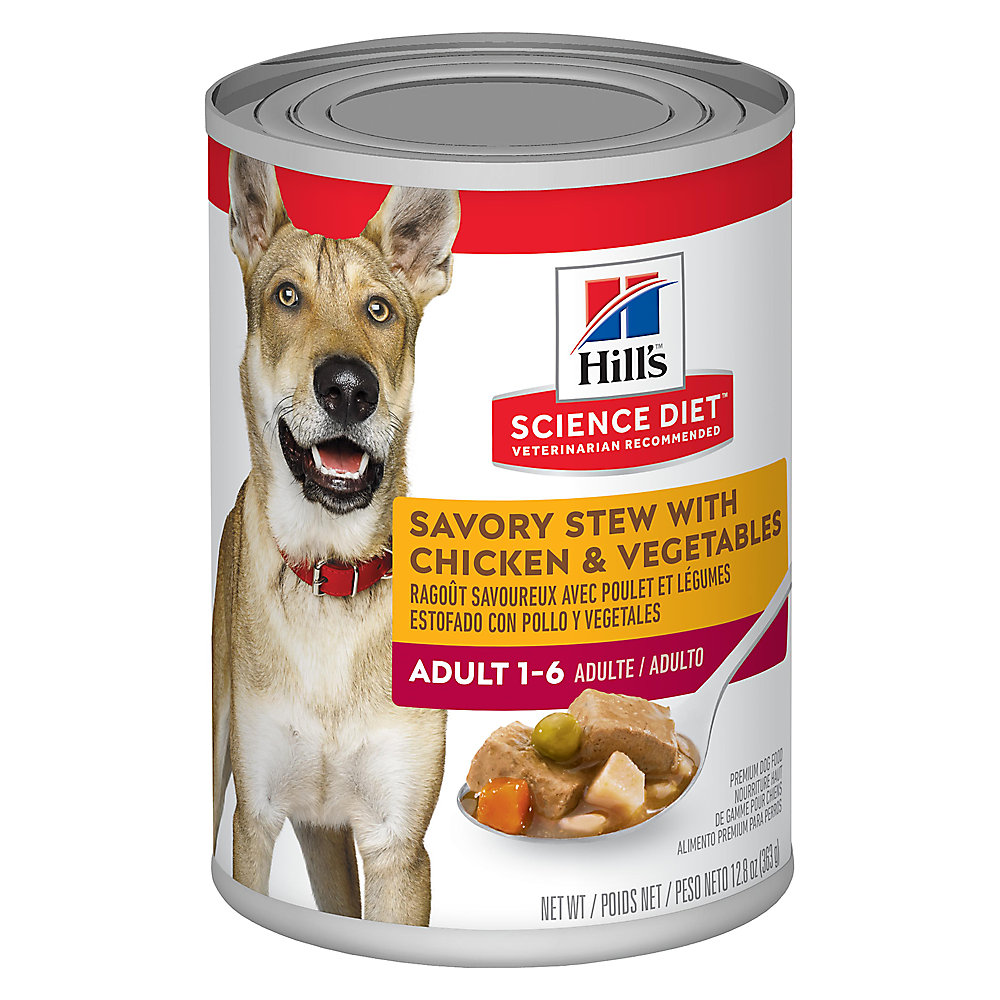 Hill's™
SCIENCE DIET™
VETERINARIAN RECOMMENDED
SAVORY STEW WITH
CHICKEN & VEGETABLES
RAGOÛT SAVOUREUX AVEC POULET ET LÉGUMES
ESTOFADO CON POLLO Y VEGETALES
ADULT 1-6 ADULTE / ADULTO
PREMIUM DOG FOOD
NOURRITURE HAUT
DE GAMME POUR CHIENS
ALIMENTO PREMIUM PARA PERROS
NET WT / POIDS NET / PESO NETO 12.8 oz (363 g)